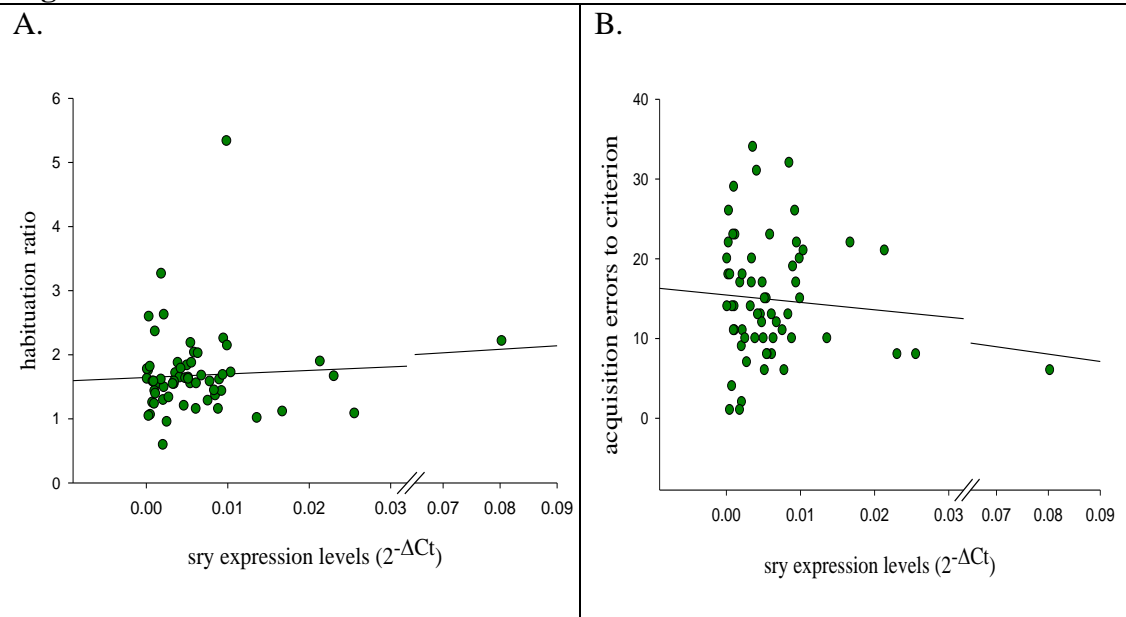 A.
6
5
4
3
2
1
0
habituation ratio
0.00 0.01 0.02 0.03 0.07 0.08 0.09
sry expression levels (2-ΔCt)
B.
40
30
20
10
0
acquisition errors to criterion
0.00 0.01 0.02 0.03 0.07 0.08 0.09
sry expression levels (2-ΔCt)